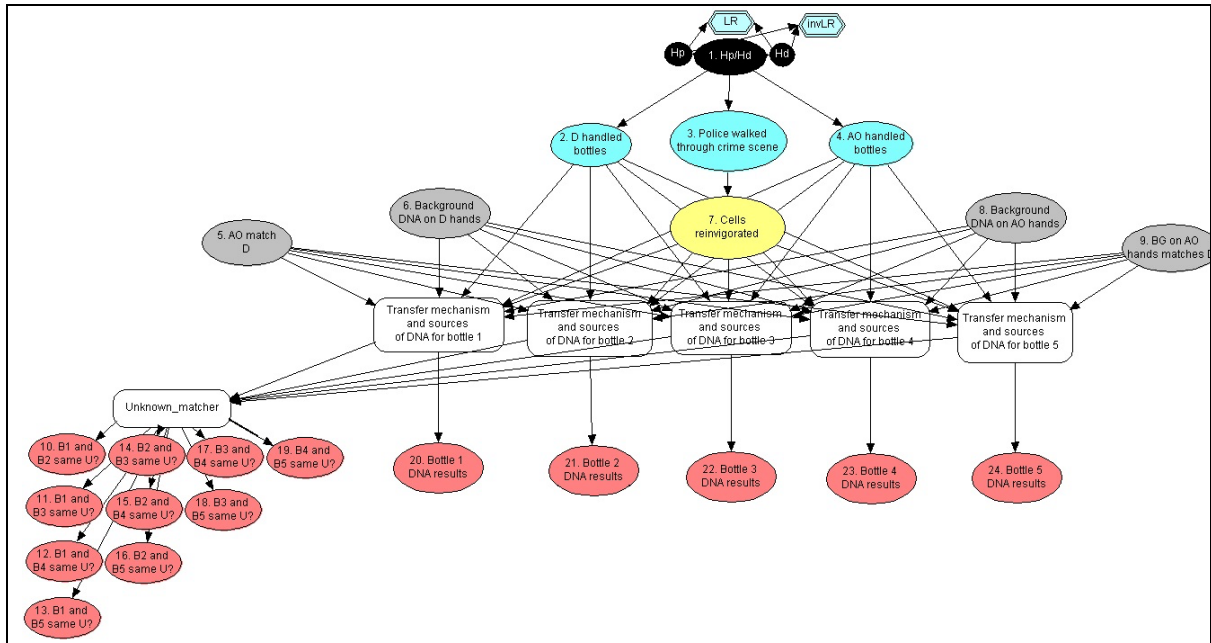 LR
invLR
Hp
1. Hp/Hd
Hd
2. D handled
bottles
3. Police walked
through crime scene
4. AO handled
bottles
6. Background
DNA on D hands
7. Cells
reinvigorated
8. Background
DNA on AO hands
5. AO match
D
9. BG on AO
hands matches D
Transfer mechanism
and sources
of DNA for bottle 1
Transfer mechanism
and sources
of DNA for bottle 2
Transfer mechanism
and sources
of DNA for bottle 3
Transfer mechanism
and sources
of DNA for bottle 4
Transfer mechanism
and sources
of DNA for bottle 5
Unknown_matcher
10. B1 and
B2 same U?
14. B2 and
B3 same U?
17. B3 and
B4 same U?
19. B4 and
B5 same U?
20. Bottle 1
DNA results
21. Bottle 2
DNA results
22. Bottle 3
DNA results
23. Bottle 4
DNA results
24. Bottle 5
DNA results
11. B1 and
B3 same U?
15. B2 and
B4 same U?
18. B3 and
B5 same U?
12. B1 and
B4 same U?
16. B2 and
B5 same U?
13. B1 and
B5 same U?